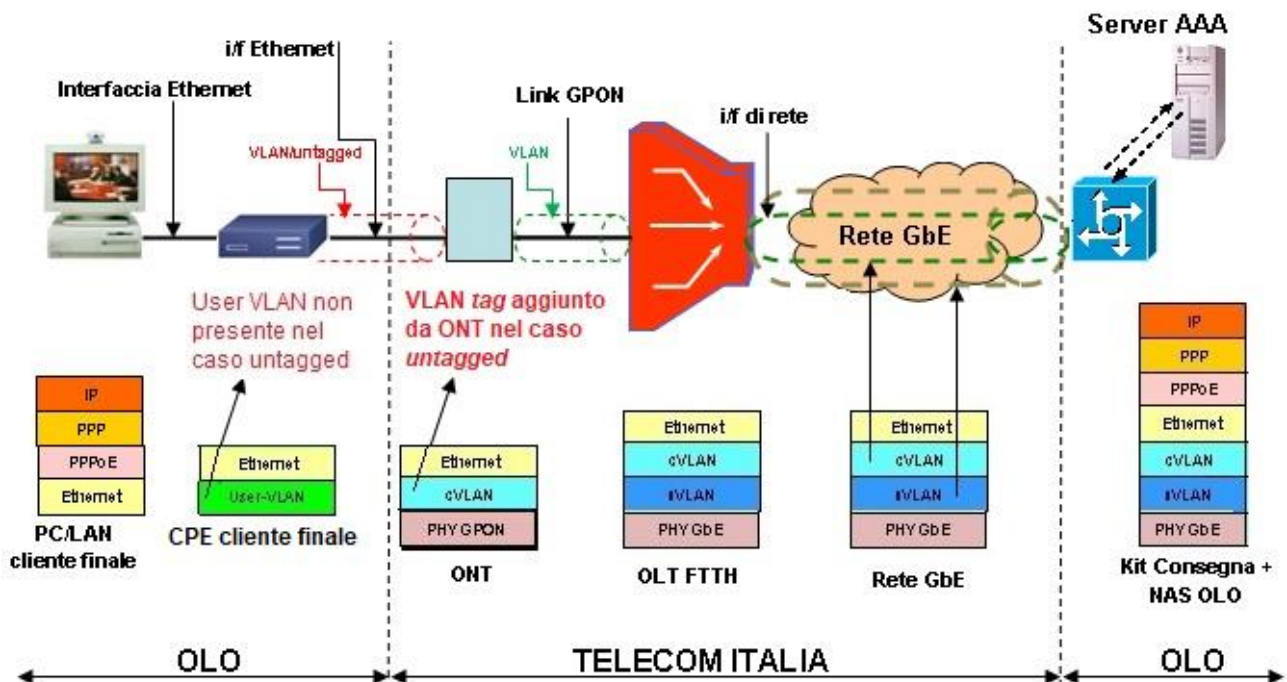 Server AAA
i/f Ethernet
Interfaccia Ethernet
Link GPON
i/f di rete
VLAN/untagged
VLAN
Rete GbE
User VLAN non
presente nel
caso untagged
VLAN tag aggiunto
da ONT nel caso
untagged
IP
PPP
PPPoE
Ethernet
PC/LAN
cliente finale
Ethernet
User-VLAN
CPE cliente finale
Ethernet
cVLAN
PHY GPON
ONT
Ethernet
cVLAN
sVLAN
PHY GbE
OLT FTTH
Ethernet
cVLAN
sVLAN
PHY GbE
Rete GbE
IP
PPP
PPPoE
Ethernet
cVLAN
sVLAN
PHY GbE
Kit Consegna +
NAS OLO
OLO
TELECOM ITALIA
OLO